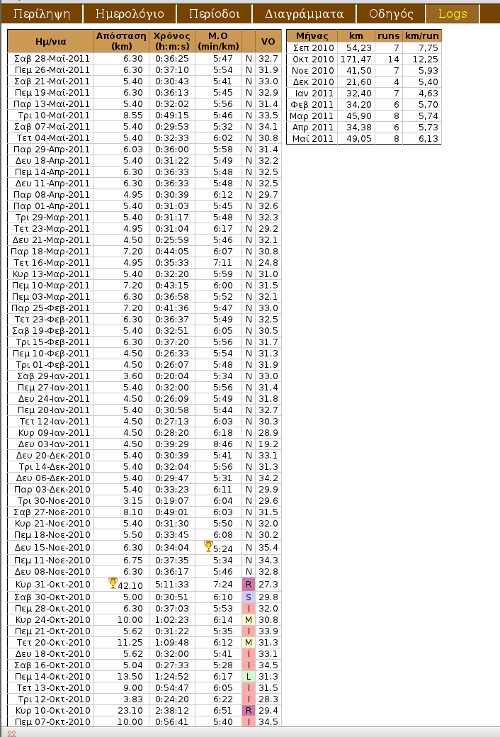 Περίληψη Ημερολόγιο Περίοδοι Διαγράμματα Οδηγός Logs
Ημ/νια Απόσταση (km) Χρόνος (h:m:s) Μ.Ο (min/km) VO
Σαβ 28-Μαϊ-2011 6.30 0:36:25 5:47 N 32.7
Πεμ 26-Μαϊ-2011 6.30 0:37:10 5:54 N 31.9
Σαβ 21-Μαϊ-2011 5.40 0:30:43 5:41 N 33.0
Πεμ 19-Μαϊ-2011 6.30 0:36:13 5:45 N 32.9
Παρ 13-Μαϊ-2011 5.40 0:32:02 5:56 N 31.4
Τρι 10-Μαϊ-2011 8.55 0:49:15 5:46 N 33.5
Σαβ 07-Μαϊ-2011 5.40 0:29:53 5:32 N 34.1
Τετ 04-Μαϊ-2011 5.40 0:32:33 6:02 N 30.8
Παρ 29-Απρ-2011 6.03 0:36:00 5:58 N 31.4
Δευ 18-Απρ-2011 5.40 0:31:22 5:49 N 32.2
Πεμ 14-Απρ-2011 6.30 0:36:33 5:48 N 32.5
Δευ 11-Απρ-2011 6.30 0:36:33 5:48 N 32.5
Παρ 08-Απρ-2011 4.95 0:30:39 6:12 N 29.7
Παρ 01-Απρ-2011 5.40 0:31:03 5:45 N 32.6
Τρι 29-Μαρ-2011 5.40 0:31:17 5:48 N 32.3
Τετ 23-Μαρ-2011 4.95 0:31:04 6:17 N 29.2
Δευ 21-Μαρ-2011 4.50 0:25:59 5:46 N 32.1
Παρ 18-Μαρ-2011 7.20 0:44:05 6:07 N 30.8
Τετ 16-Μαρ-2011 4.95 0:35:33 7:11 N 24.8
Κυρ 13-Μαρ-2011 5.40 0:32:20 5:59 N 31.0
Πεμ 10-Μαρ-2011 7.20 0:43:15 6:00 N 31.5
Πεμ 03-Μαρ-2011 6.30 0:36:58 5:52 N 32.1
Παρ 25-Φεβ-2011 7.20 0:41:36 5:47 N 33.0
Τετ 23-Φεβ-2011 6.30 0:36:37 5:49 N 32.5
Σαβ 19-Φεβ-2011 5.40 0:32:51 6:05 N 30.5
Τρι 15-Φεβ-2011 6.30 0:37:20 5:56 N 31.7
Πεμ 10-Φεβ-2011 4.50 0:26:33 5:54 N 31.3
Τρι 01-Φεβ-2011 4.50 0:26:07 5:48 N 31.9
Σαβ 29-Ιαν-2011 3.60 0:20:04 5:34 N 33.0
Πεμ 27-Ιαν-2011 5.40 0:32:00 5:56 N 31.4
Δευ 24-Ιαν-2011 4.50 0:26:09 5:49 N 31.8
Πεμ 20-Ιαν-2011 5.40 0:30:58 5:44 N 32.7
Τετ 12-Ιαν-2011 4.50 0:27:13 6:03 N 30.3
Κυρ 09-Ιαν-2011 4.50 0:28:20 6:18 N 28.9
Δευ 03-Ιαν-2011 4.50 0:39:29 8:46 N 19.2
Δευ 20-Δεκ-2010 5.40 0:30:39 5:41 N 33.1
Τρι 14-Δεκ-2010 5.40 0:32:04 5:56 N 31.3
Δευ 06-Δεκ-2010 5.40 0:29:47 5:31 N 34.2
Παρ 03-Δεκ-2010 5.40 0:33:23 6:11 N 29.9
Τρι 30-Νοε-2010 3.15 0:19:07 6:04 N 29.6
Σαβ 27-Νοε-2010 8.10 0:49:01 6:03 N 31.5
Κυρ 21-Νοε-2010 5.40 0:31:30 5:50 N 32.0
Πεμ 18-Νοε-2010 5.50 0:33:45 6:08 N 30.2
Δευ 15-Νοε-2010 6.30 0:34:04 5:24 N 35.4
Πεμ 11-Νοε-2010 6.75 0:37:35 5:34 N 34.3
Δευ 08-Νοε-2010 6.30 0:36:17 5:46 N 32.8
Κυρ 31-Οκτ-2010 42.10 5:11:33 7:24 R 27.3
Σαβ 30-Οκτ-2010 5.00 0:30:51 6:10 S 29.8
Πεμ 28-Οκτ-2010 6.30 0:37:03 5:53 I 32.0
Κυρ 24-Οκτ-2010 10.00 1:02:23 6:14 M 30.8
Πεμ 21-Οκτ-2010 5.62 0:31:22 5:35 I 33.9
Τετ 20-Οκτ-2010 11.25 1:09:48 6:12 M 31.3
Δευ 18-Οκτ-2010 5.62 0:32:00 5:41 I 33.1
Σαβ 16-Οκτ-2010 5.04 0:27:33 5:28 I 34.5
Πεμ 14-Οκτ-2010 13.50 1:24:52 6:17 L 31.3
Τετ 13-Οκτ-2010 9.00 0:54:47 6:05 I 31.5
Τρι 12-Οκτ-2010 3.83 0:24:20 6:22 I 28.3
Κυρ 10-Οκτ-2010 23.10 2:38:12 6:51 R 29.4
Πεμ 07-Οκτ-2010 10.00 0:56:41 5:40 I 34.5
Μήνας km runs km/run
Σεπ 2010 54,23 7 7,75
Οκτ 2010 171,47 14 12,25
Νοε 2010 41,50 7 5,93
Δεκ 2010 21,60 4 5,40
Ιαν 2011 32,40 7 4,63
Φεβ 2011 34,20 6 5,70
Μαρ 2011 45,90 8 5,74
Απρ 2011 34,38 6 5,73
Μαϊ 2011 49,05 8 6,13